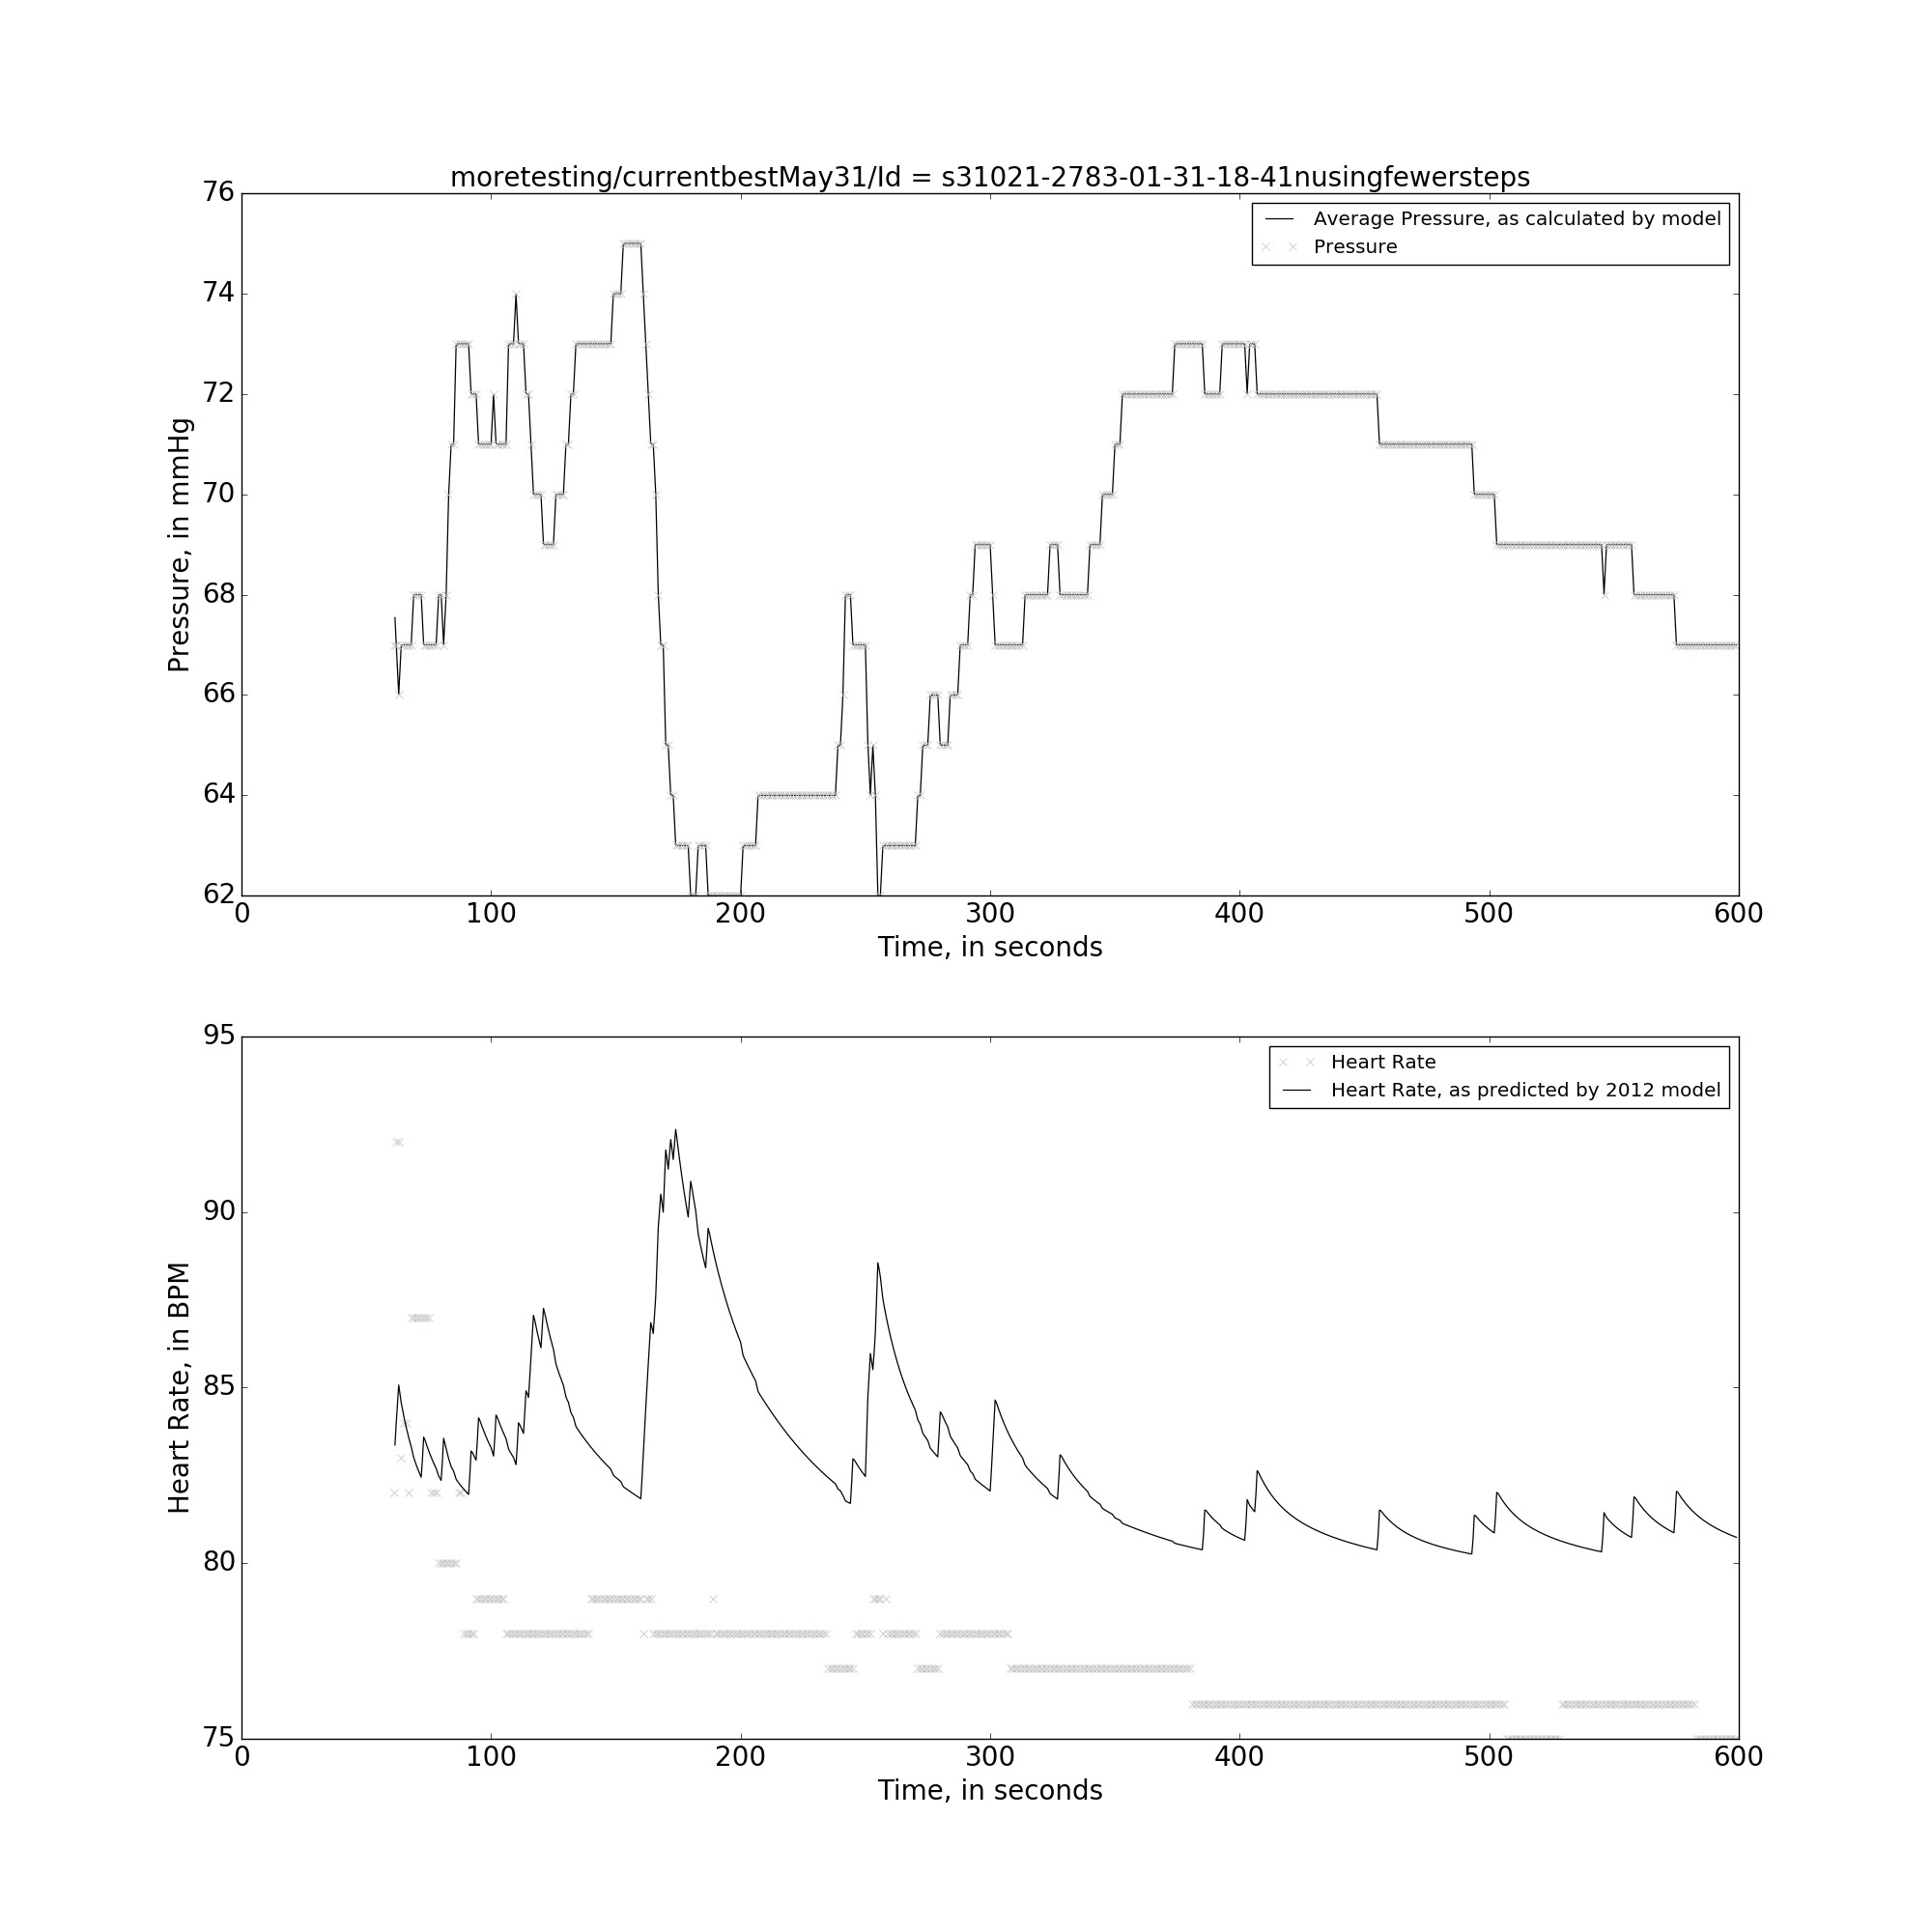 moretesting/currentbestMay31/Id = s31021-2783-01-31-18-41nusingfewersteps
76
74
72
70
68
66
64
62
Pressure, in mmHg
Average Pressure, as calculated by model
Pressure
0 100 200 300 400 500 600
Time, in seconds
95
90
85
80
75
Heart Rate, in BPM
Heart Rate
Heart Rate, as predicted by 2012 model
0 100 200 300 400 500 600
Time, in seconds